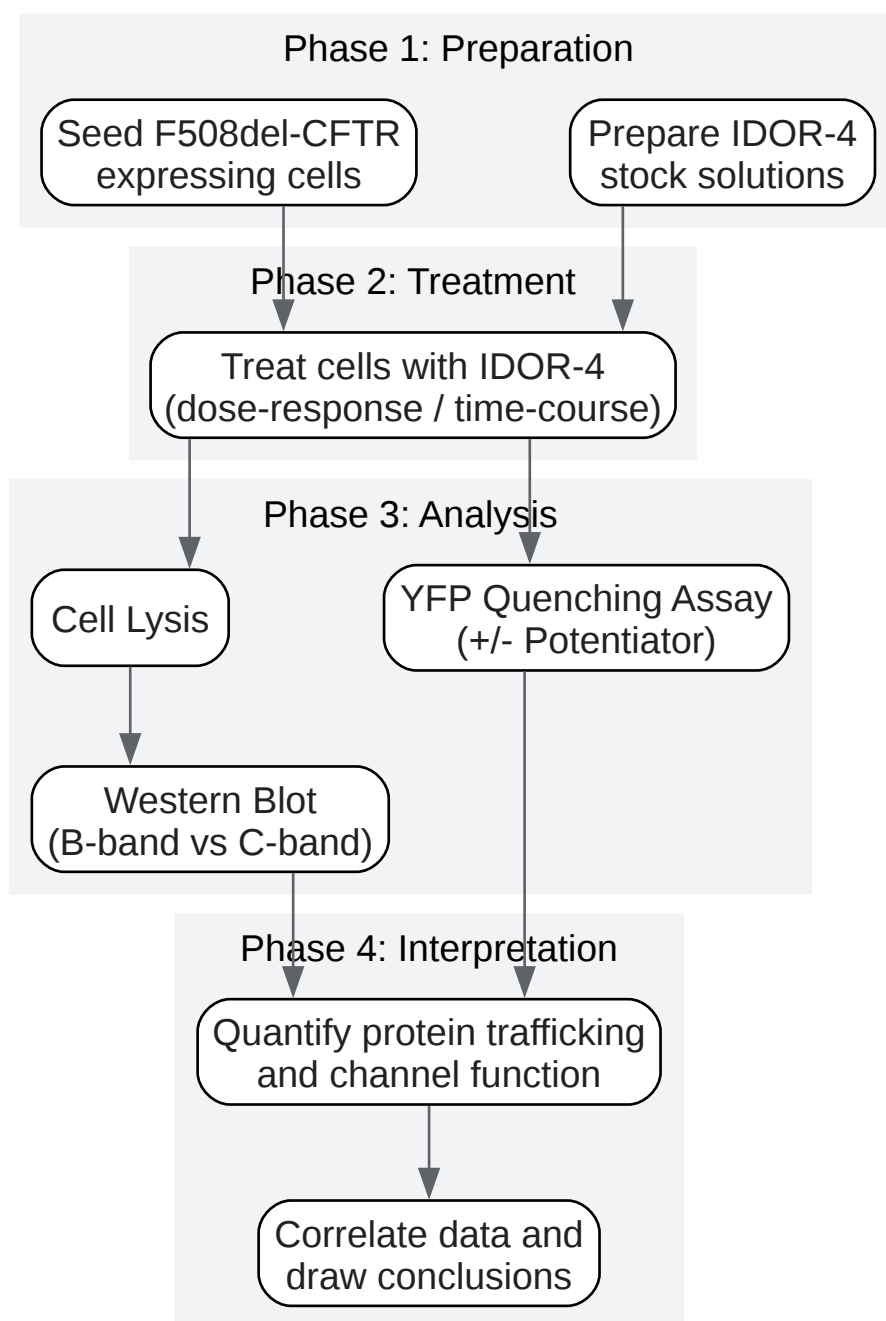 Phase 1: Preparation
Seed F508del-CFTR
expressing cells
Prepare IDOR-4
stock solutions
Phase 2: Treatment
Treat cells with IDOR-4
(dose-response / time-course)
Phase 3: Analysis
Cell Lysis
YFP Quenching Assay
(+/- Potentiator)
Western Blot
(B-band vs C-band)
Phase 4: Interpretation
Quantify protein trafficking
and channel function
Correlate data and
draw conclusions